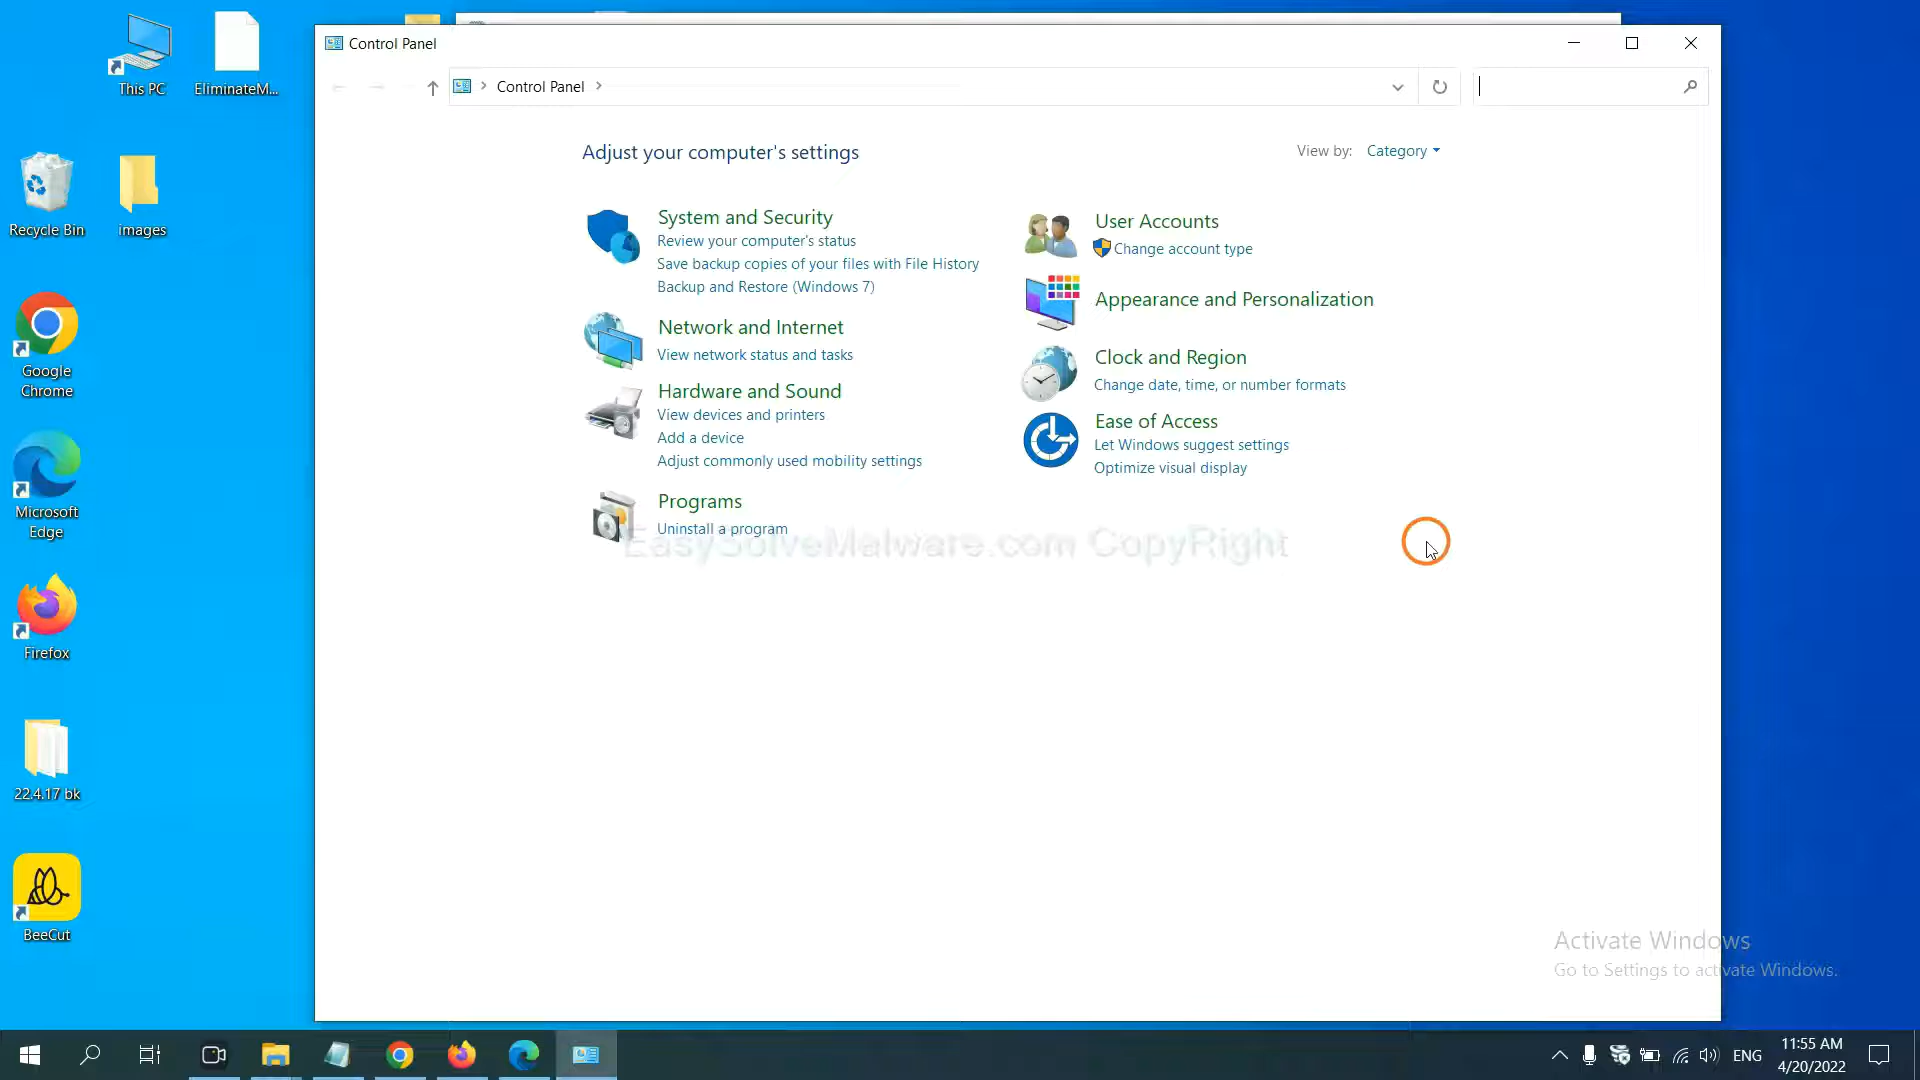 Control Panel
Control Panel
Adjust your computer's settings
View by: Category
System and Security
Review your computer's status
Save backup copies of your files with File History
Backup and Restore (Windows 7)
Network and Internet
View network status and tasks
Hardware and Sound
View devices and printers
Add a device
Adjust commonly used mobility settings
Programs
Uninstall a program
User Accounts
Change account type
Appearance and Personalization
Clock and Region
Change date, time, or number formats
Ease of Access
Let Windows suggest settings
Optimize visual display
EasySolveMalware.com CopyRight
This PC
EliminateM...
Recycle Bin
images
Google
Chrome
Microsoft
Edge
Firefox
22.4.17 bk
BeeCut
Activate Windows
Go to Settings to activate Windows.
ENG
11:55 AM
4/20/2022